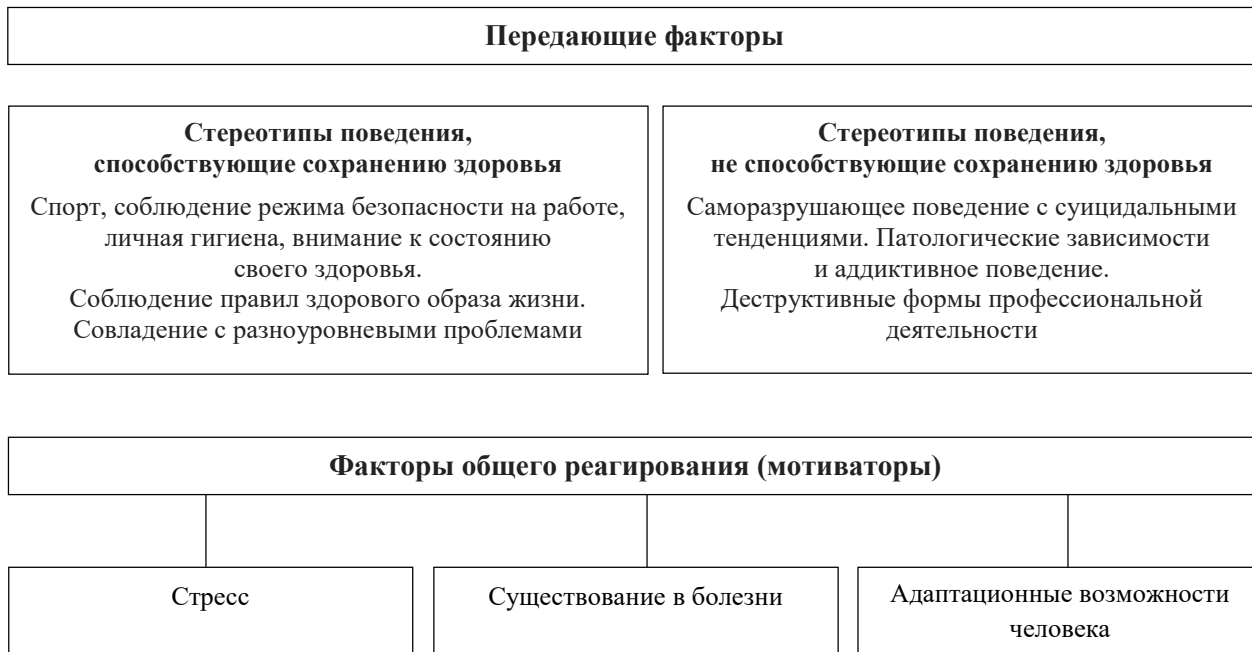 Передающие факторы
Стереотипы поведения,
способствующие сохранению здоровья
Спорт, соблюдение режима безопасности на работе,
личная гигиена, внимание к состоянию
своего здоровья.
Соблюдение правил здорового образа жизни.
Совладение с разноуровневыми проблемами
Стереотипы поведения,
не способствующие сохранению здоровья
Саморазрушающее поведение с суицидальными
тенденциями. Патологические зависимости
и аддиктивное поведение.
Деструктивные формы профессиональной
деятельности
Факторы общего реагирования (мотиваторы)
Стресс
Существование в болезни
Адаптационные возможности
человека